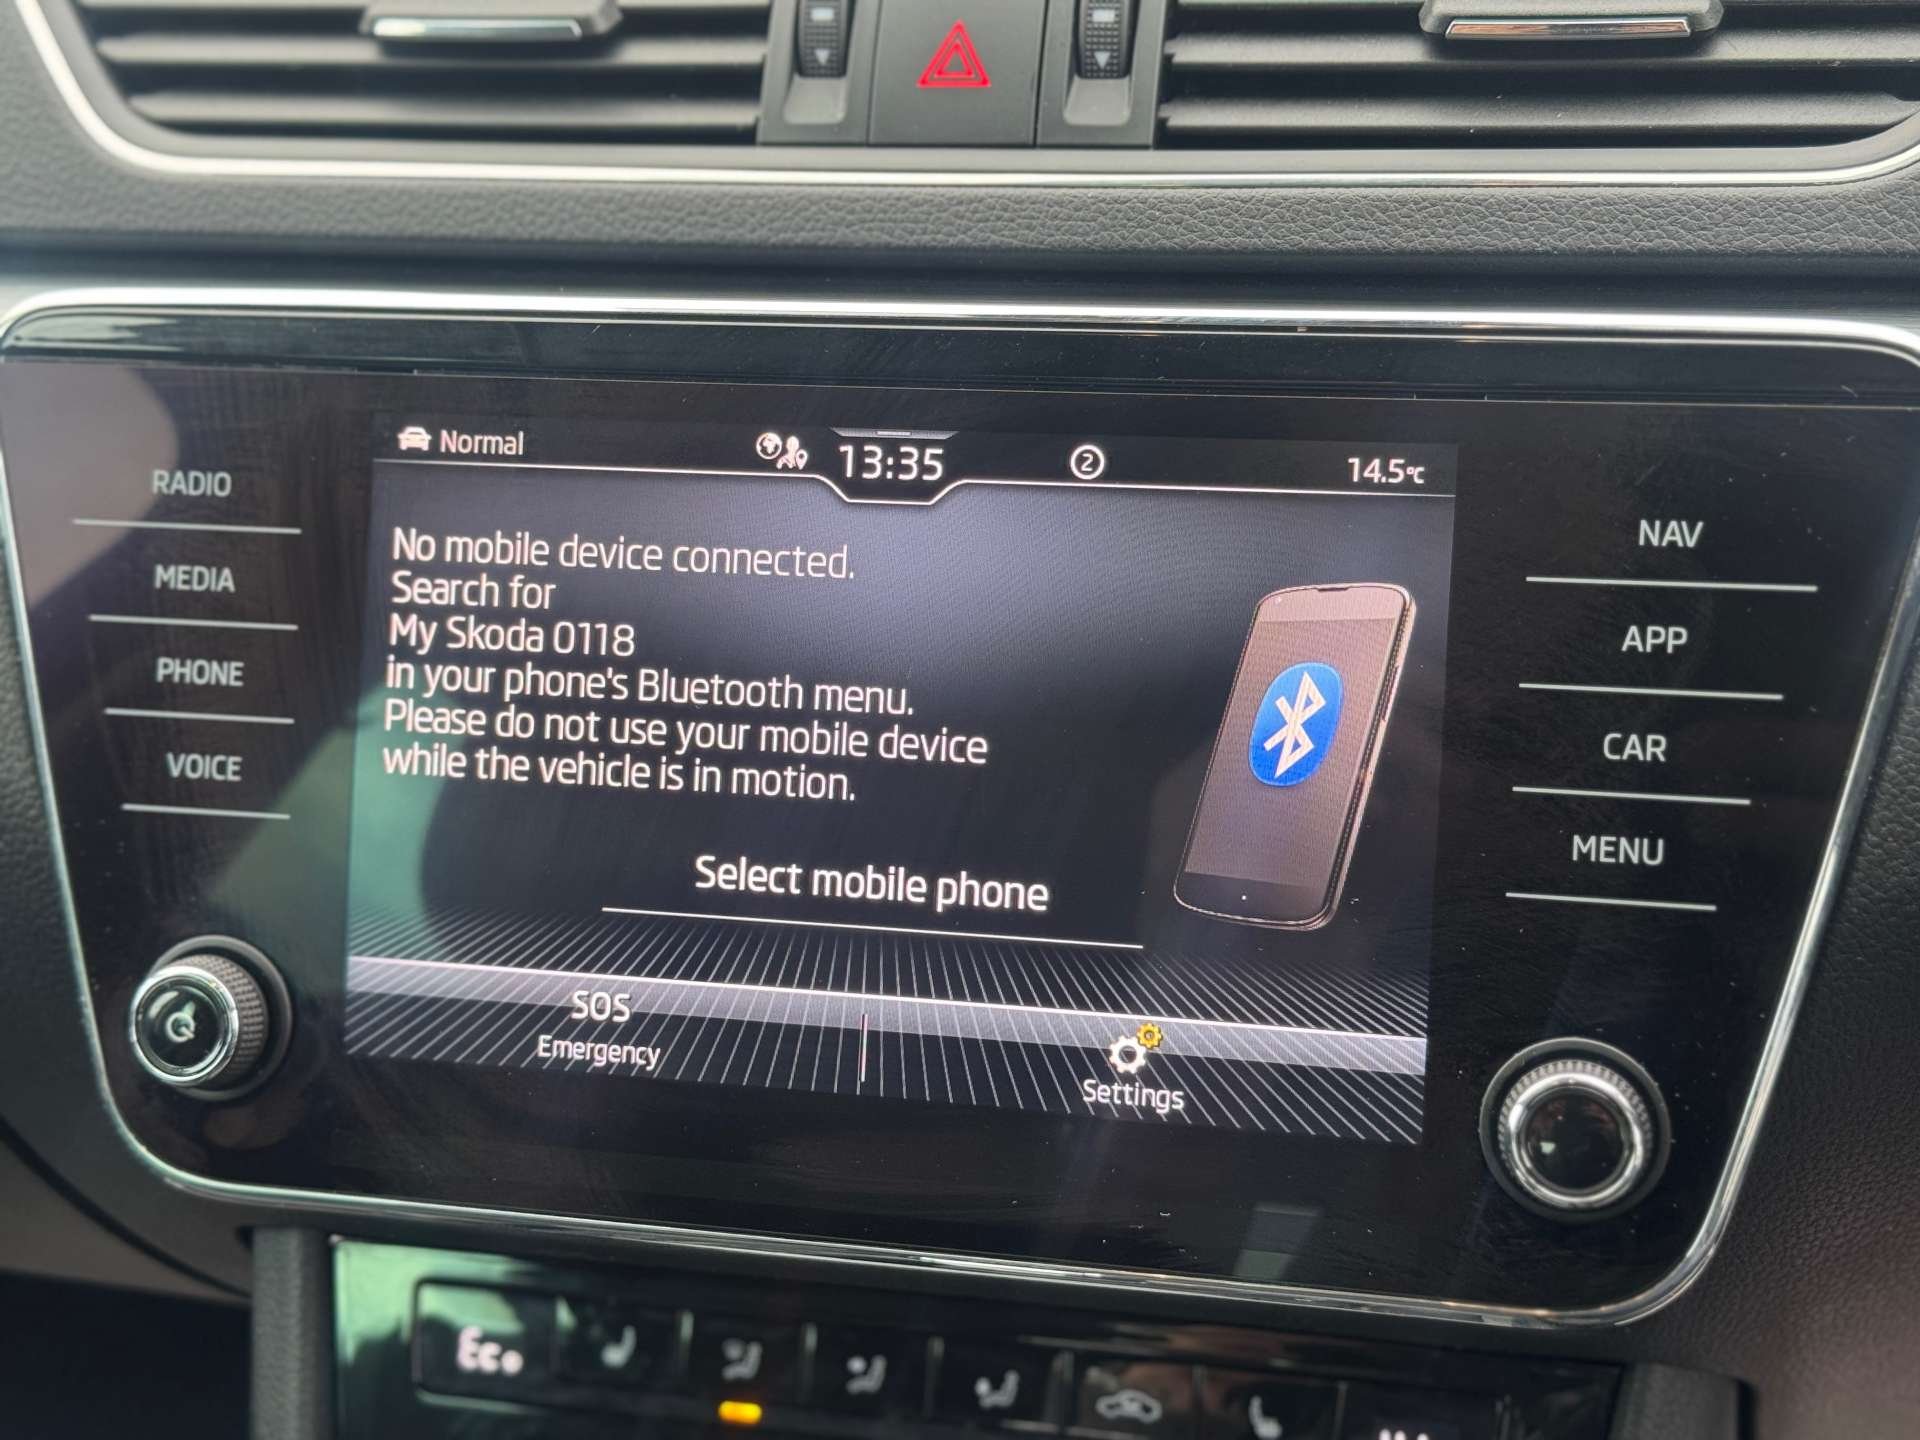 Normal
13:35
2
14.5°C
RADIO
MEDIA
PHONE
VOICE
No mobile device connected.
Search for
My Skoda 0118
in your phone's Bluetooth menu.
Please do not use your mobile device
while the vehicle is in motion.
Select mobile phone
SOS
Emergency
Settings
NAV
APP
CAR
MENU